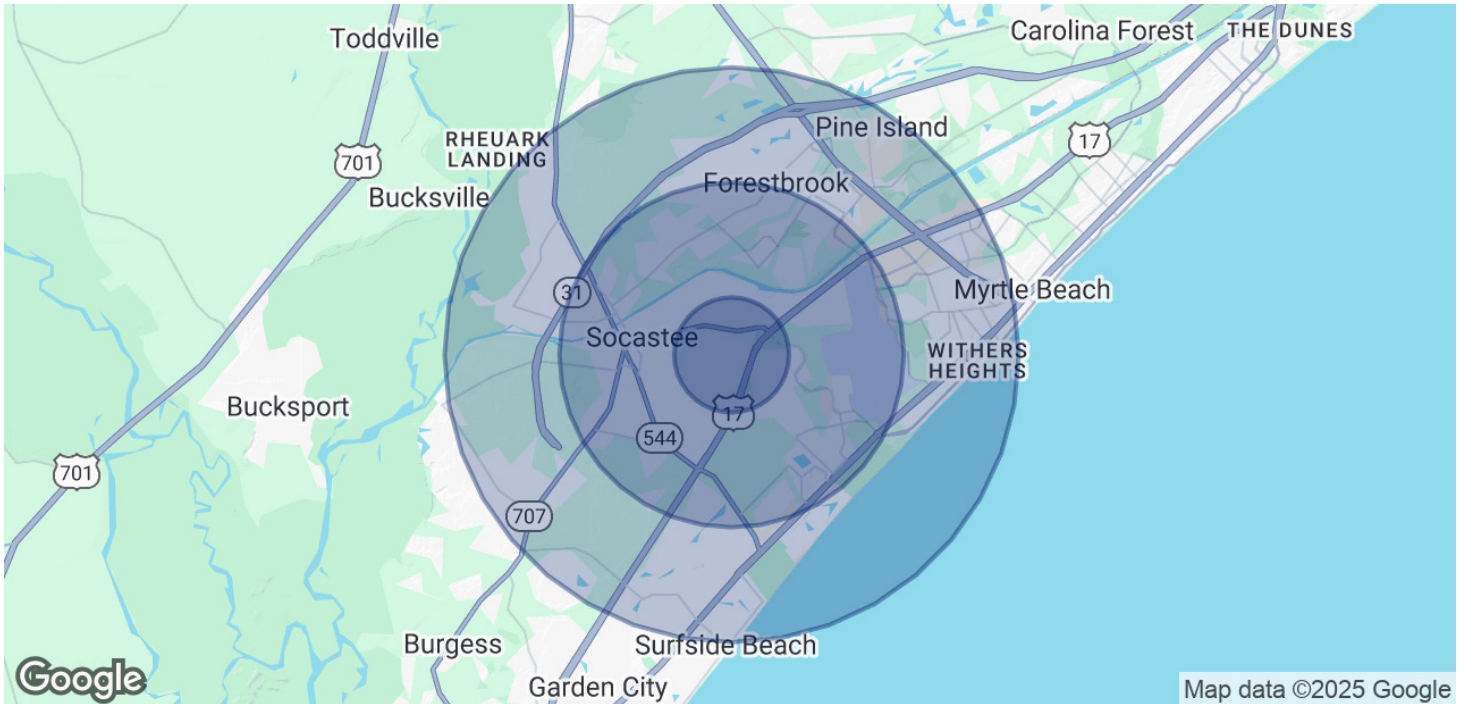 Toddville
Carolina Forest
THE DUNES
Pine Island
17
RHEUARK
LANDING
701
Bucksville
Forestbrook
31
Myrtle Beach
Socastee
WITHERS
HEIGHTS
Bucksport
17
544
701
707
Burgess
Surfside Beach
Garden City
Google
Map data ©2025 Google